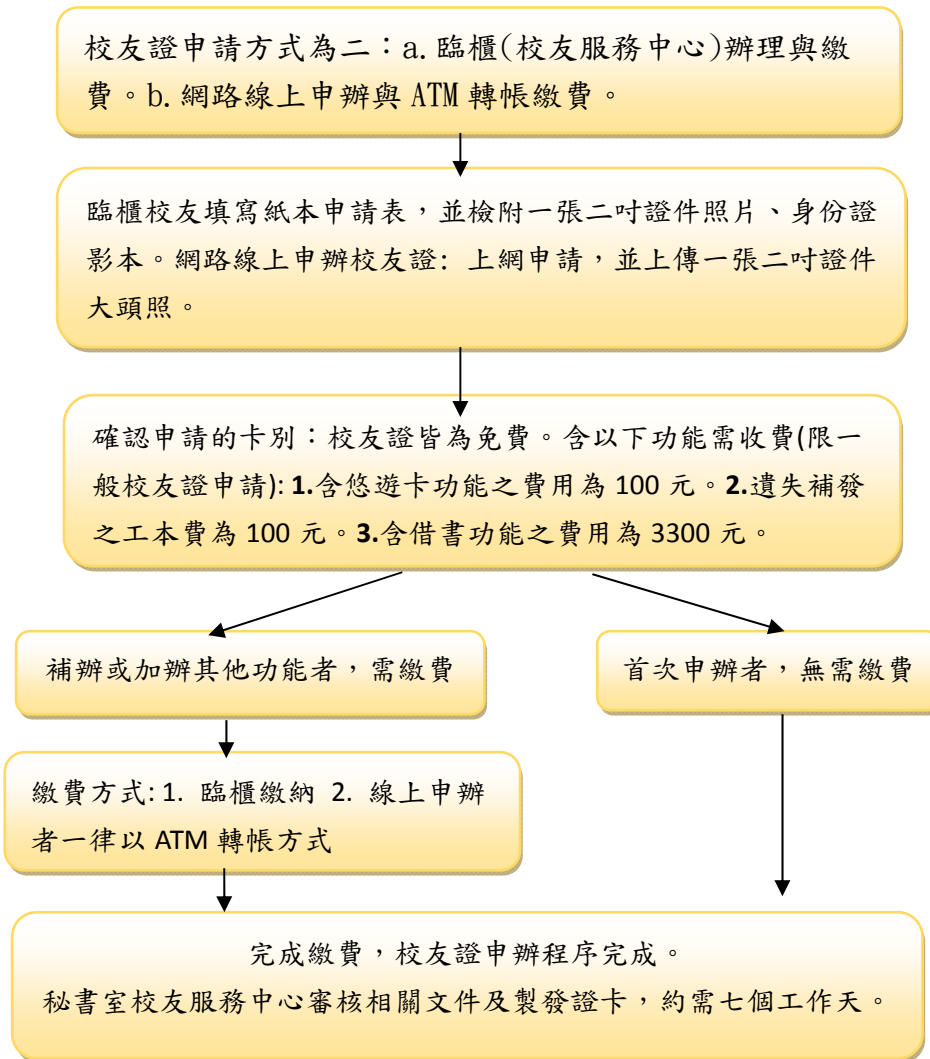 校友證申請方式為二：a.臨櫃(校友服務中心)辦理與繳
費。b.網路線上申辦與 ATM 轉帳繳費。
臨櫃校友填寫紙本申請表，並檢附一張二吋證件照片、身份證
影本。網路線上申辦校友證: 上網申請，並上傳一張二吋證件
大頭照。
確認申請的卡別：校友證皆為免費。含以下功能需收費(限一
般校友證申請): 1.含悠遊卡功能之費用為 100 元。2.遺失補發
之工本費為 100 元。3.含借書功能之費用為 3300 元。
補辦或加辦其他功能者，需繳費
首次申辦者，無需繳費
繳費方式: 1. 臨櫃繳納 2. 線上申辦
者一律以 ATM 轉帳方式
完成繳費，校友證申辦程序完成。
秘書室校友服務中心審核相關文件及製發證卡，約需七個工作天。